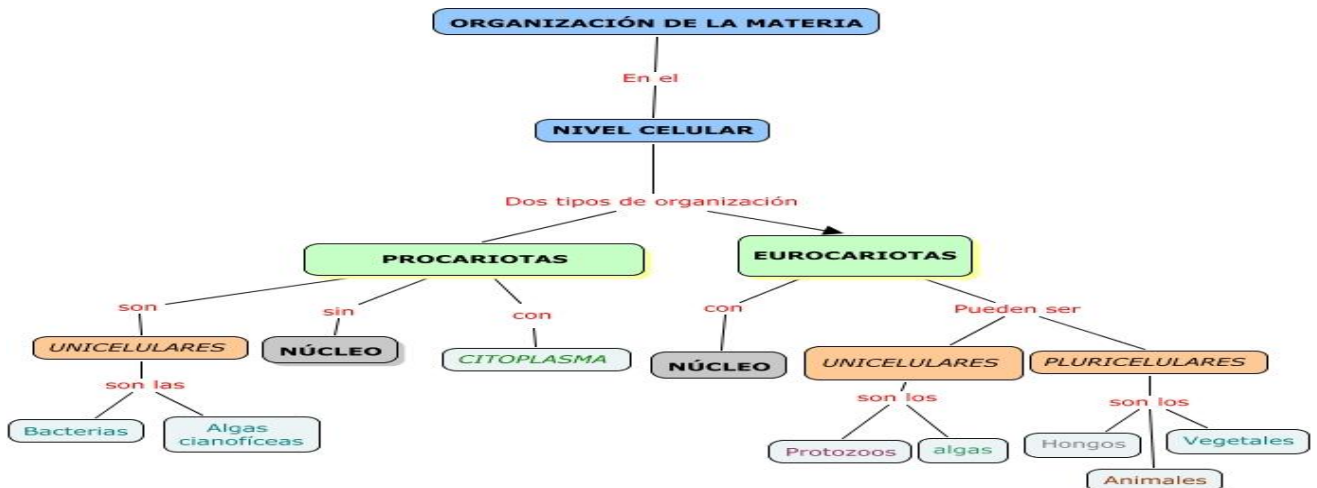 ORGANIZACIÓN DE LA MATERIA
En el
NIVEL CELULAR
Dos tipos de organización
PROCARIOTAS
EUROCARIOTAS
son
sin
con
con
Pueden ser
UNICELULARES
NÚCLEO
CITOPLASMA
NÚCLEO
UNICELULARES
PLURICELULARES
son las
son los
son los
Bacterias
Algas
cianofíceas
Protozoos
algas
Hongos
Vegetales
Animales